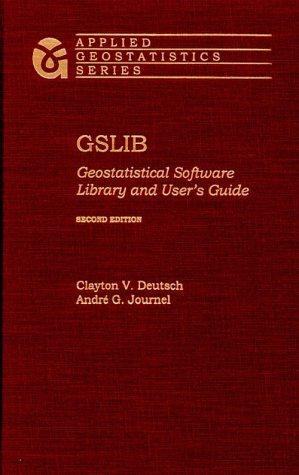 APPLIED
GEOSTATISTICS
SERIES
GSLIB
Geostatistical Software
Library and User's Guide
SECOND EDITION
Clayton V. Deutsch
André G. Journel